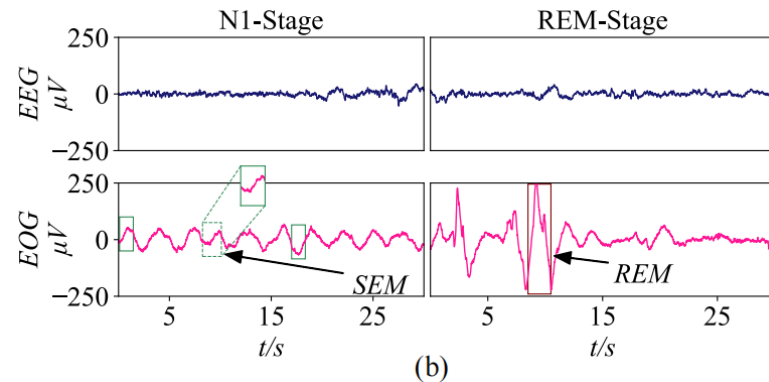 N1-Stage REM-Stage
EEG
μV
250
0
−250
EOG
μV
250
0
−250
SEM
REM
5 15 25 5 15 25
t/s t/s
(b)